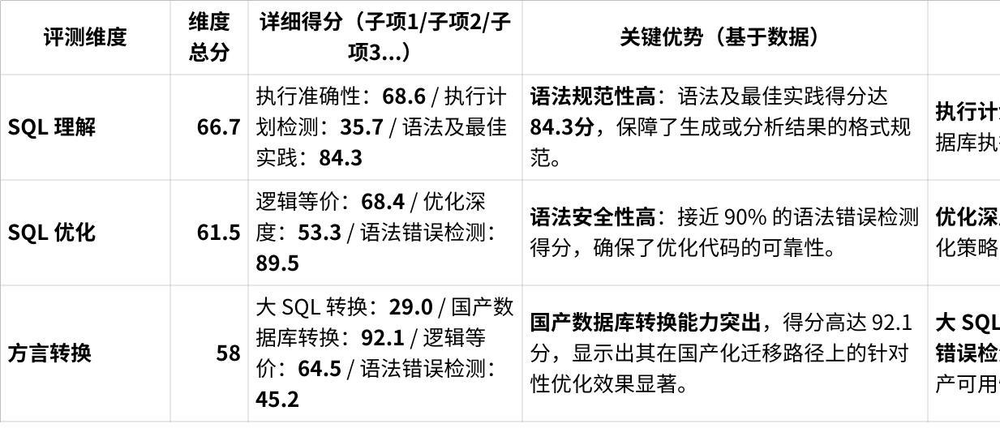 评测维度
维度
总分
详细得分（子项1/子项2/子
项3...）
关键优势（基于数据）
SQL 理解
66.7
执行准确性：68.6 / 执行计
划检测：35.7 / 语法及最佳
实践：84.3
语法规范性高：语法及最佳实践得分达
84.3分，保障了生成或分析结果的格式规
范。
执行计
据库执
SQL 优化
61.5
逻辑等价：68.4 / 优化深
度：53.3 / 语法错误检测：
89.5
语法安全性高：接近 90% 的语法错误检测
得分，确保了优化代码的可靠性。
优化深
化策略
方言转换
58
大 SQL 转换：29.0 / 国产数
据库转换：92.1 / 逻辑等
价：64.5 / 语法错误检测：
45.2
国产数据库转换能力突出，得分高达 92.1
分，显示出其在国产化迁移路径上的针对
性优化效果显著。
大 SQL
错误检
产可用